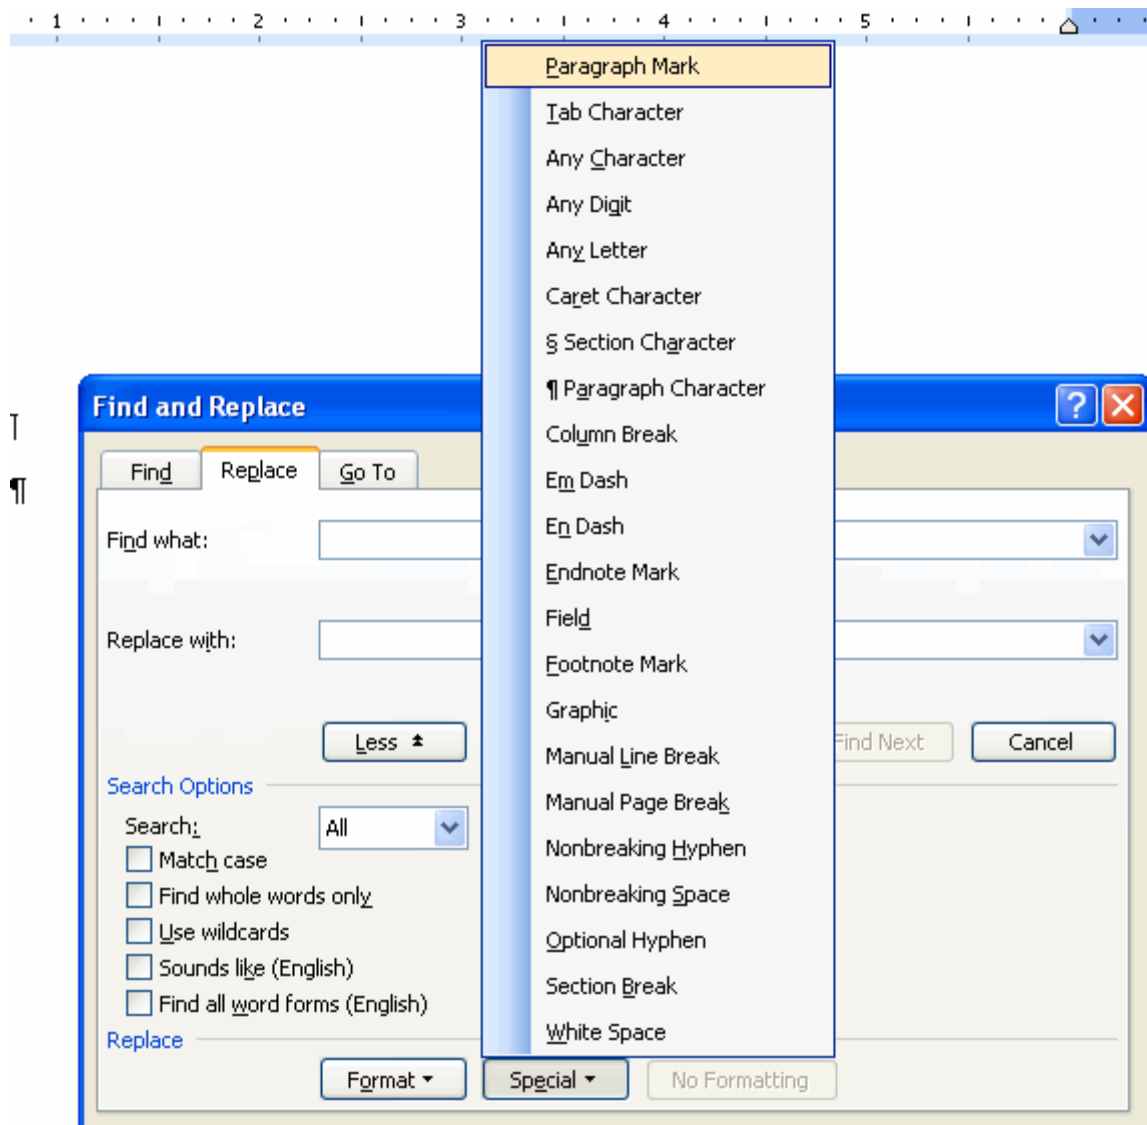 1 2 3 4 5
Paragraph Mark
Tab Character
Any Character
Any Digit
Any Letter
Caret Character
§ Section Character
¶ Paragraph Character
Column Break
Em Dash
En Dash
Endnote Mark
Field
Footnote Mark
Graphic
Manual Line Break
Manual Page Break
Nonbreaking Hyphen
Nonbreaking Space
Optional Hyphen
Section Break
White Space
¶
Find and Replace ?
Find Replace Go To
Find what:
Replace with:
Less Find Next Cancel
Search Options
Search: All
Match case
Find whole words only
Use wildcards
Sounds like (English)
Find all word forms (English)
Replace
Format Special No Formatting